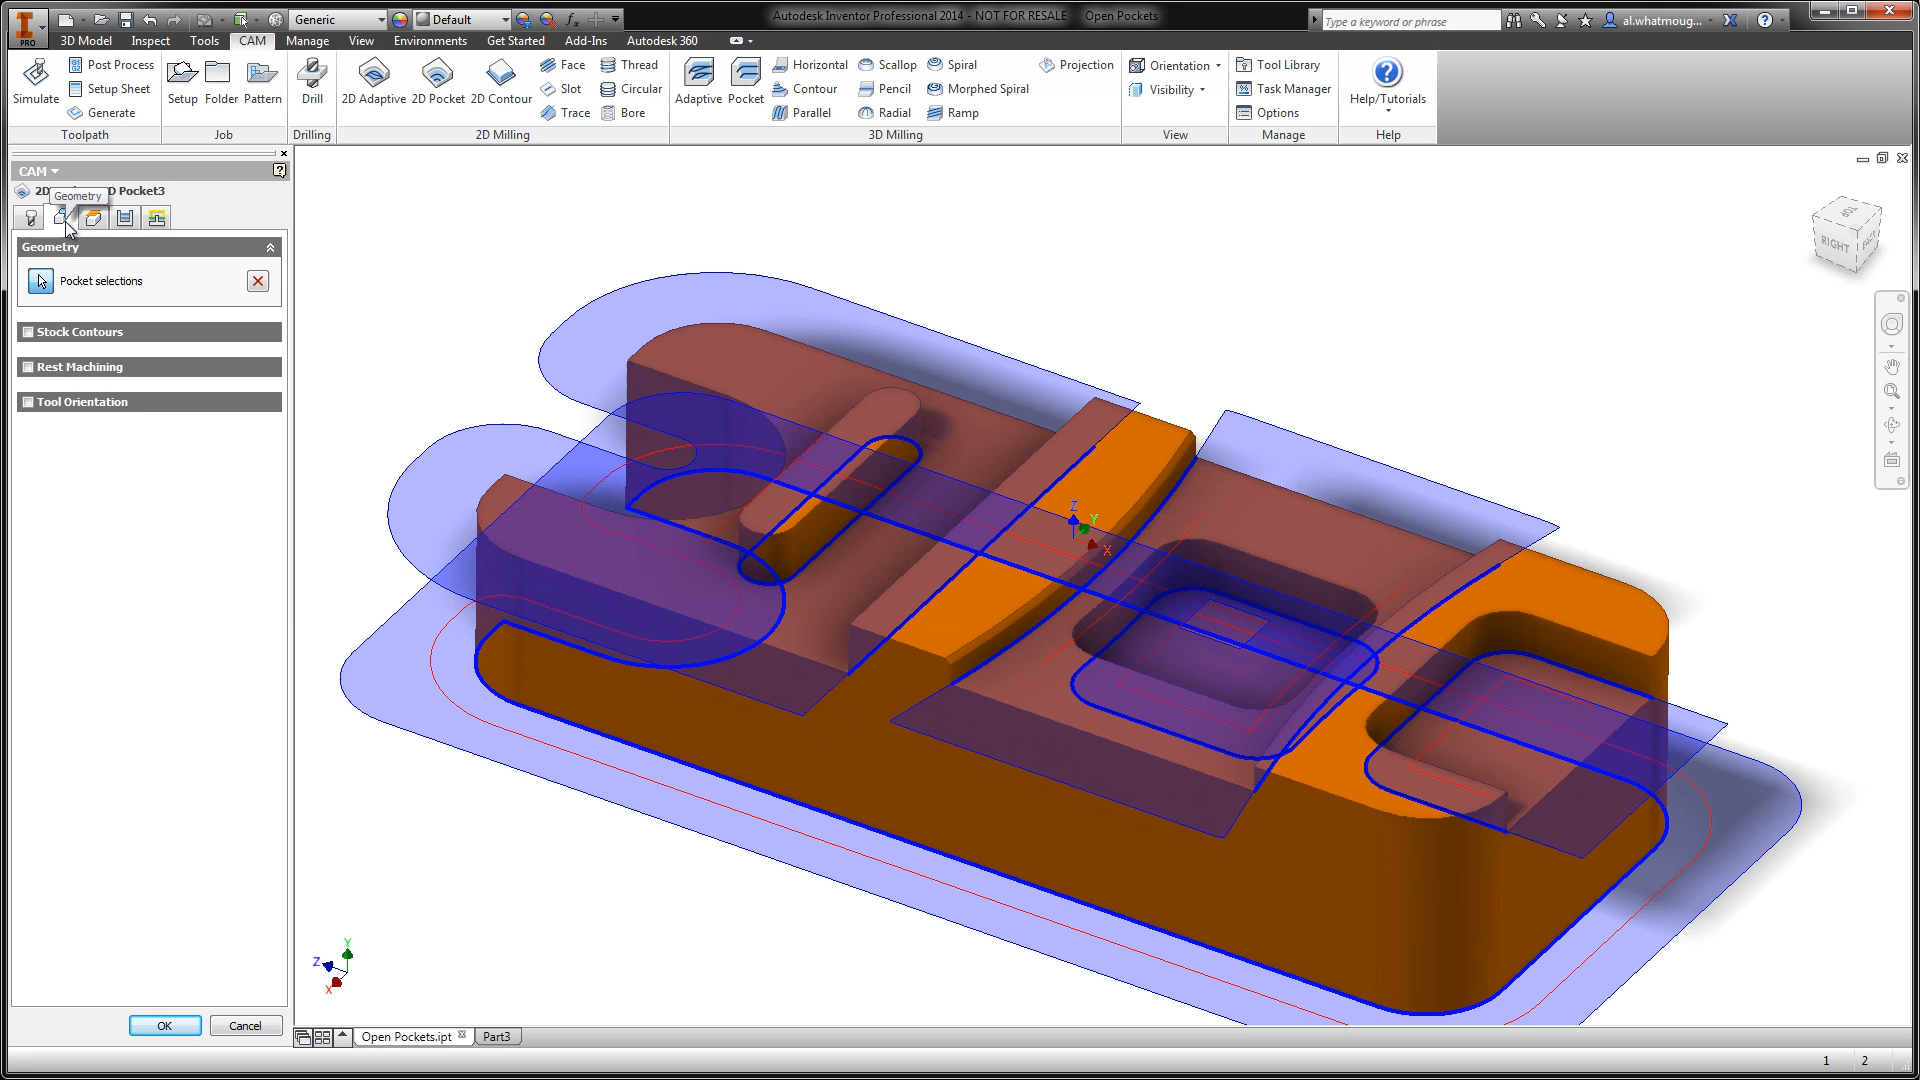 Generic
Default
Autodesk Inventor Professional 2014 - NOT FOR RESALE Open Pockets
Type a keyword or phrase
al.whatmoug...
PRO
3D Model Inspect Tools CAM Manage View Environments Get Started Add-Ins Autodesk 360
Simulate
Post Process
Setup Sheet
Generate
Toolpath
Setup Folder Pattern
Job
Drill
Drilling
2D Adaptive 2D Pocket 2D Contour
Face
Slot
Trace
Thread
Circular
Bore
2D Milling
Adaptive Pocket
Horizontal
Contour
Parallel
Scallop
Pencil
Radial
Spiral
Morphed Spiral
Ramp
Projection
3D Milling
Orientation
Visibility
View
Tool Library
Task Manager
Options
Manage
Help/Tutorials
Help
CAM
2D D Pocket3
Geometry
Geometry
Pocket selections
Stock Contours
Rest Machining
Tool Orientation
OK Cancel
TOP
RIGHT
Z
Y
X
Y
Z
X
Open Pockets.ipt Part3
1 2